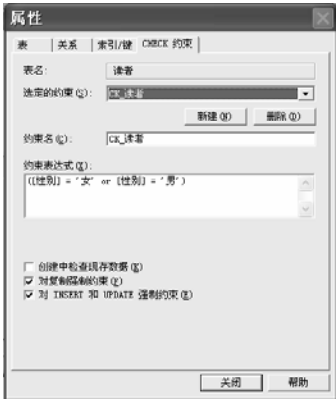 属性
表 关系 索引/键 CHECK 约束
表名: 读者
选定的约束(S): CK_读者
新建(N) 删除(D)
约束名(C): CK_读者
约束表达式(X):
([性别] = '女' or [性别] = '男')
创建中检查现存数据(K)
对复制强制约束(F)
对 INSERT 和 UPDATE 强制约束(E)
关闭 帮助